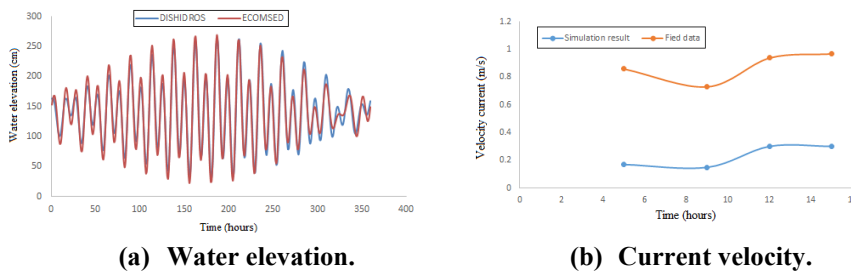 DISHIDROS ECOMSED
300
250
200
150
100
50
0
Water elevation (cm)
0 50 100 150 200 250 300 350 400
Time (hours)
(a) Water elevation.
Simulation result Fied data
1.2
1
0.8
0.6
0.4
0.2
0
Velocity current (m/s)
0 2 4 6 8 10 12 14 16
Time (hours)
(b) Current velocity.